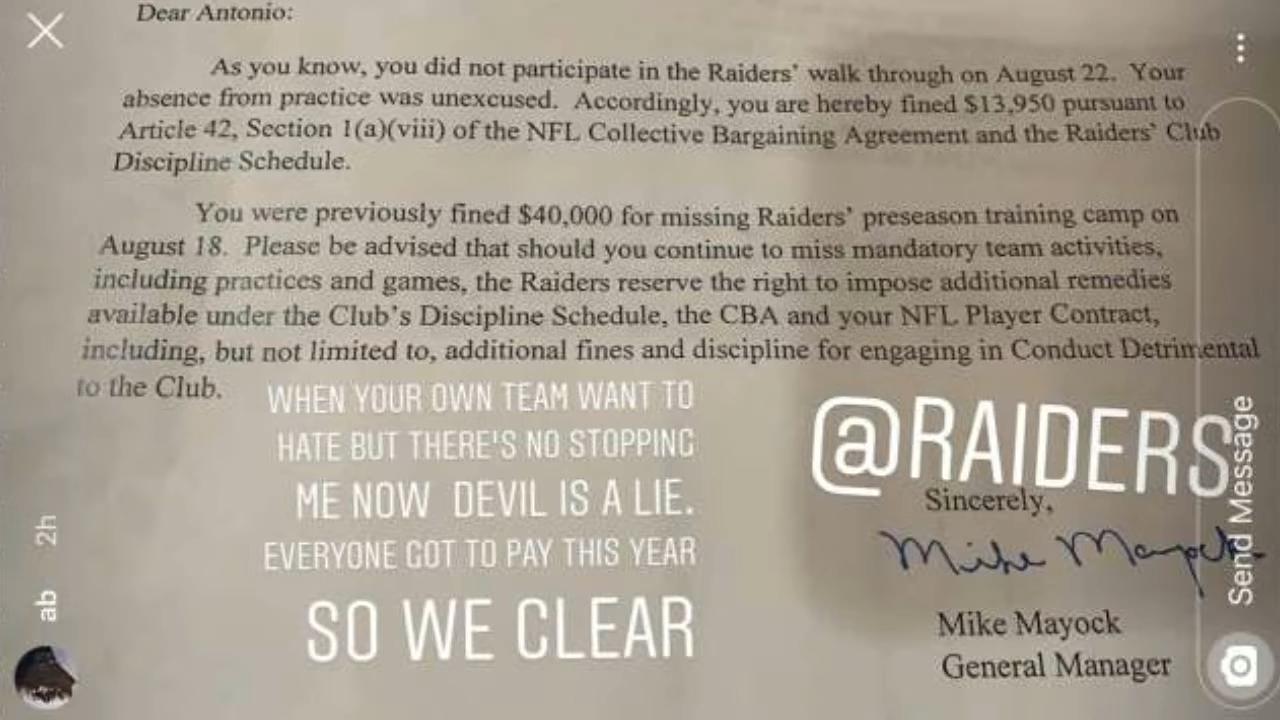 Dear Antonio:
As you know, you did not participate in the Raiders' walk through on August 22. Your
absence from practice was unexcused. Accordingly, you are hereby fined $13,950 pursuant to
Article 42, Section 1(a)(viii) of the NFL Collective Bargaining Agreement and the Raiders' Club
Discipline Schedule.
You were previously fined $40,000 for missing Raiders' preseason training camp on
August 18. Please be advised that should you continue to miss mandatory team activities,
including practices and games, the Raiders reserve the right to impose additional remedies
available under the Club's Discipline Schedule, the CBA and your NFL Player Contract,
including, but not limited to, additional fines and discipline for engaging in Conduct Detrimental
to the Club.
WHEN YOUR OWN TEAM WANT TO
HATE BUT THERE'S NO STOPPING
ME NOW DEVIL IS A LIE.
EVERYONE GOT TO PAY THIS YEAR
SO WE CLEAR
@RAIDERS
Sincerely,
Mike Mayock
Mike Mayock
General Manager
ab 2h
Send Message